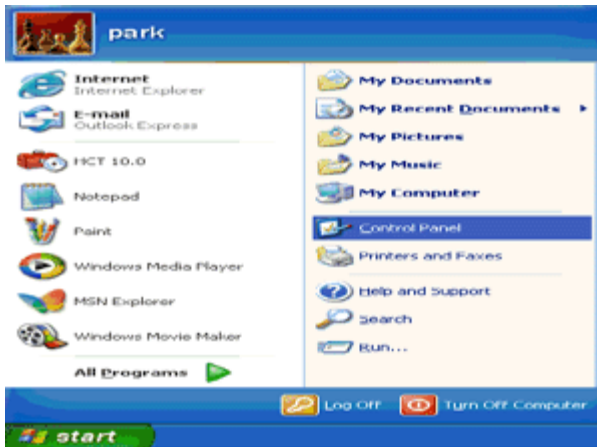 park
Internet
Internet Explorer
E-mail
Outlook Express
HCT 10.0
Notepad
Paint
Windows Media Player
MSN Explorer
Windows Movie Maker
All Programs
My Documents
My Recent Documents
My Pictures
My Music
My Computer
Control Panel
Printers and Faxes
Help and Support
Search
Run...
Log Off
Turn Off Computer
start